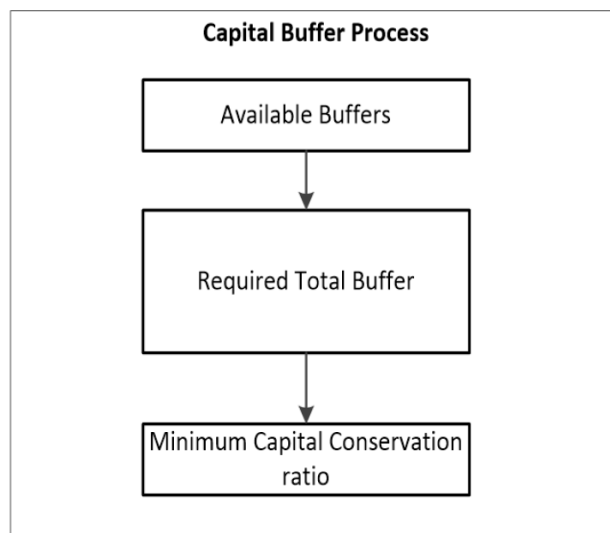 Capital Buffer Process
Available Buffers
Required Total Buffer
Minimum Capital Conservation
ratio